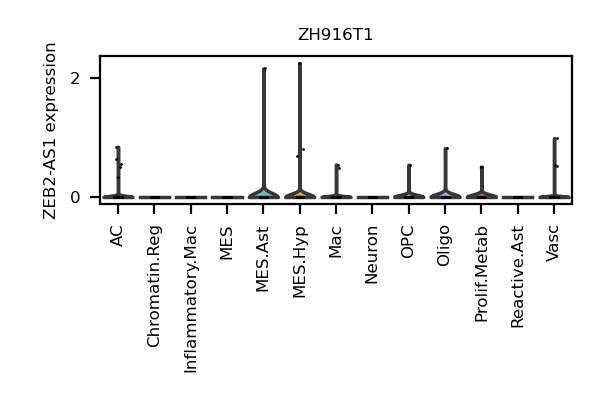 ZH916T1
ZEB2-AS1 expression
2
0
AC
Chromatin.Reg
Inflammatory.Mac
MES
MES.Ast
MES.Hyp
Mac
Neuron
OPC
Oligo
Prolif.Metab
Reactive.Ast
Vasc